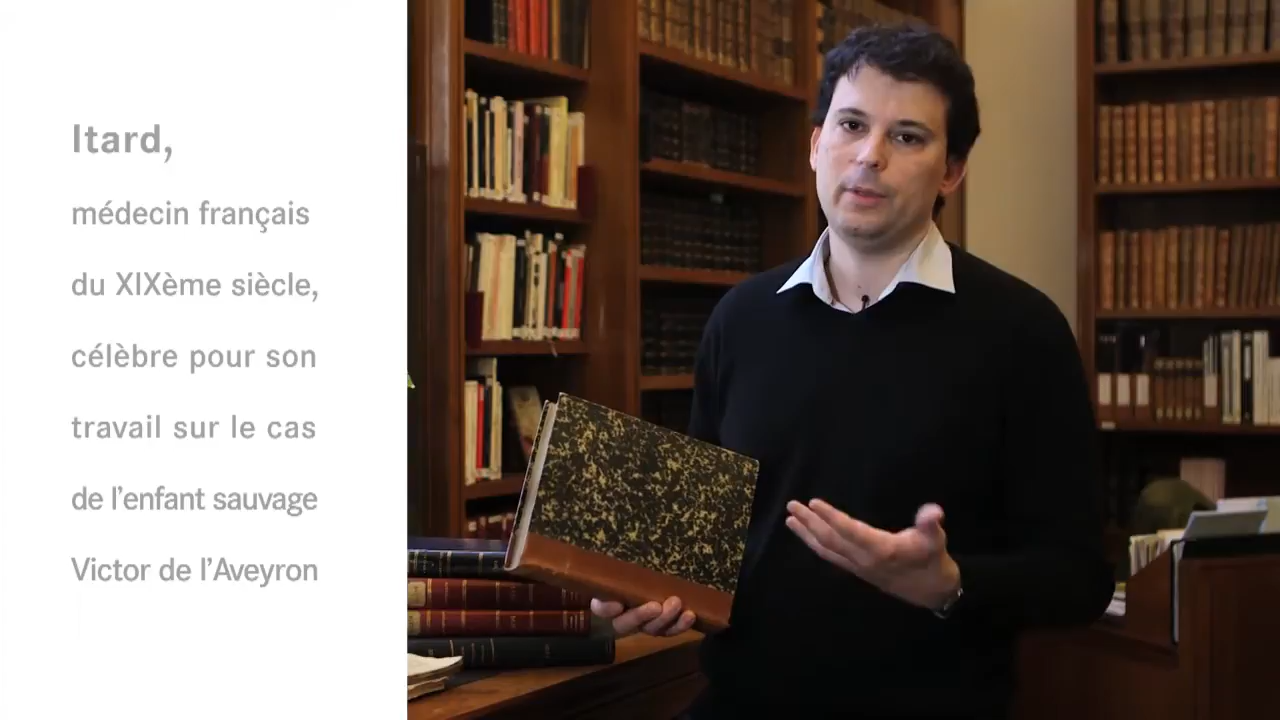 Itard,
médecin français
du XIXème siècle,
célèbre pour son
travail sur le cas
de l'enfant sauvage
Victor de l'Aveyron